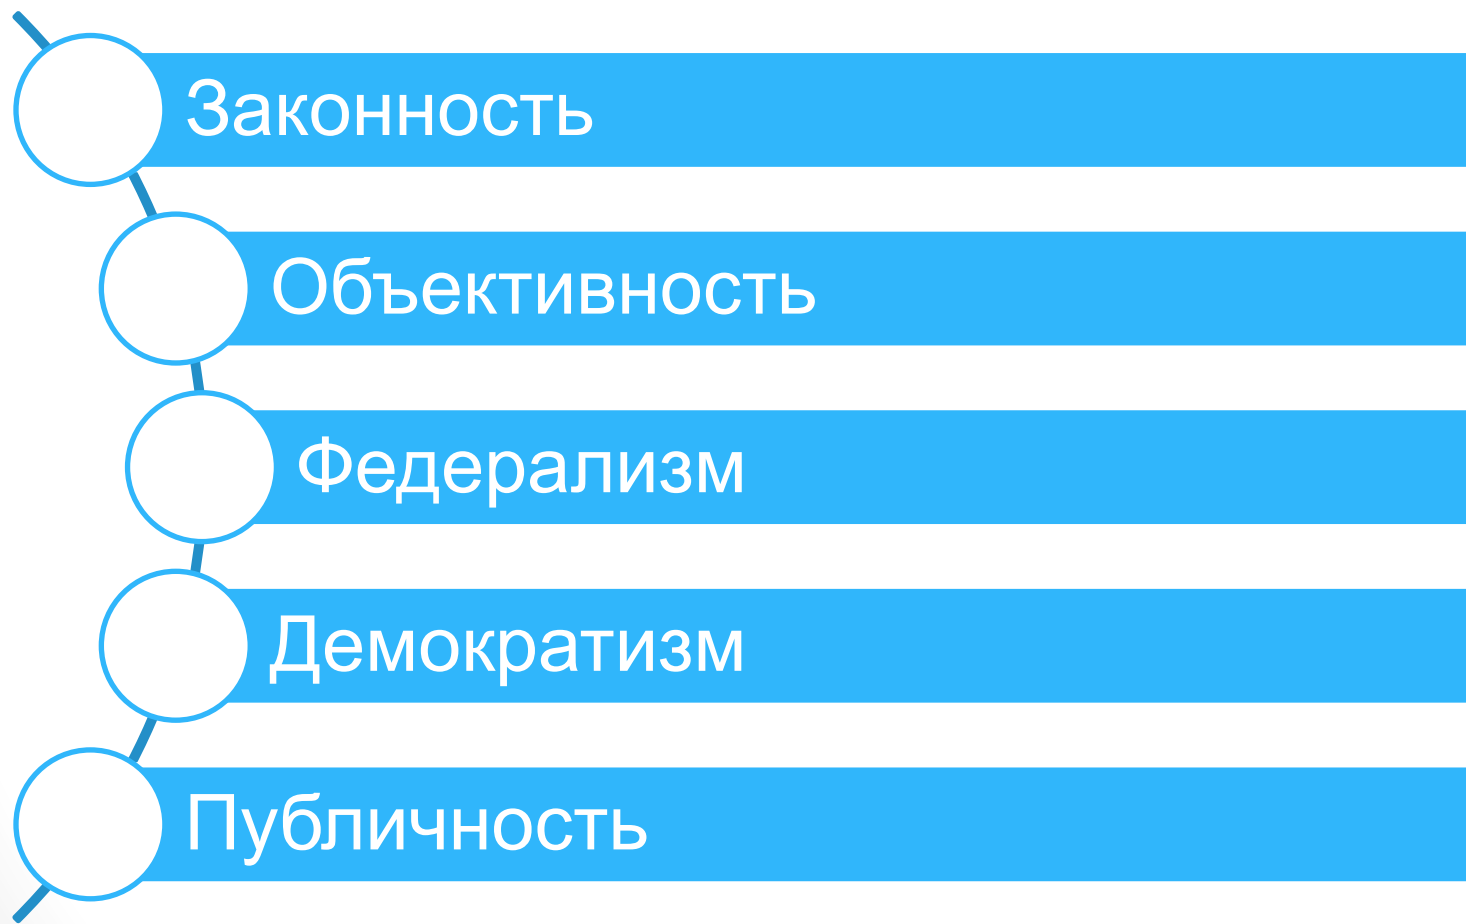 Законность
Объективность
Федерализм
Демократизм
Публичность